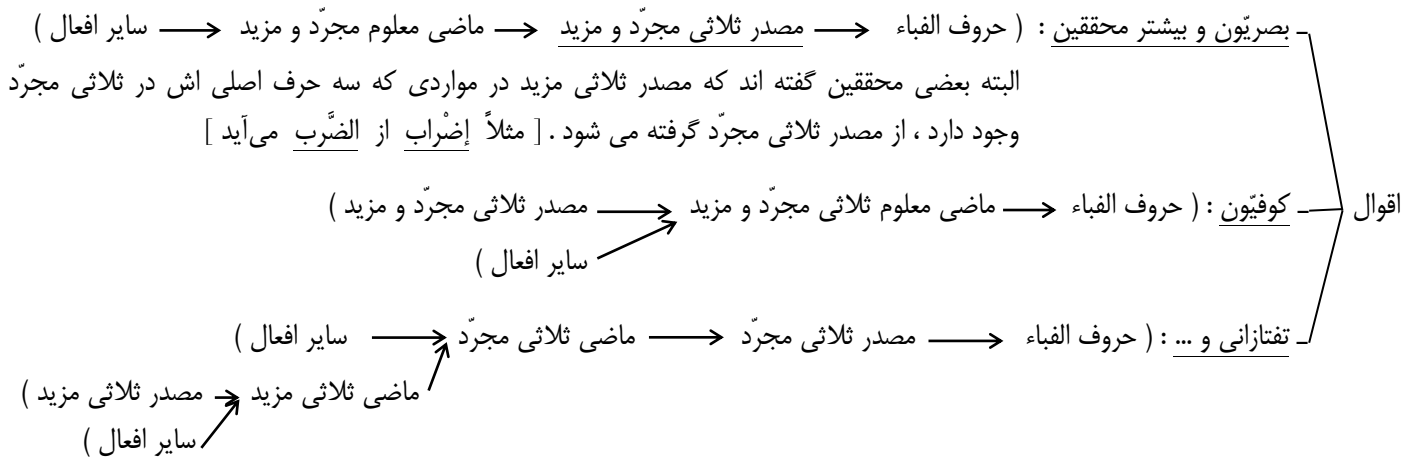 ـ بصریّون و بیشتر محققین : ( حروف الفباء ← مصدر ثلاثی مجرّد و مزید ← ماضی معلوم مجرّد و مزید ← سایر افعال )
البته بعضی محققین گفته اند که مصدر ثلاثی مزید در مواردی که سه حرف اصلی اش در ثلاثی مجرّد
وجود دارد ، از مصدر ثلاثی مجرّد گرفته می شود . [ مثلاً إضْراب از الضَّرب می‌آید ]
اقوال ـ کوفیّون : ( حروف الفباء ← ماضی معلوم ثلاثی مجرّد و مزید ← مصدر ثلاثی مجرّد و مزید )
سایر افعال )
ـ تفتازانی و ... : ( حروف الفباء ← مصدر ثلاثی مجرّد ← ماضی ثلاثی مجرّد ← سایر افعال )
ماضی ثلاثی مزید ← مصدر ثلاثی مزید )
سایر افعال )